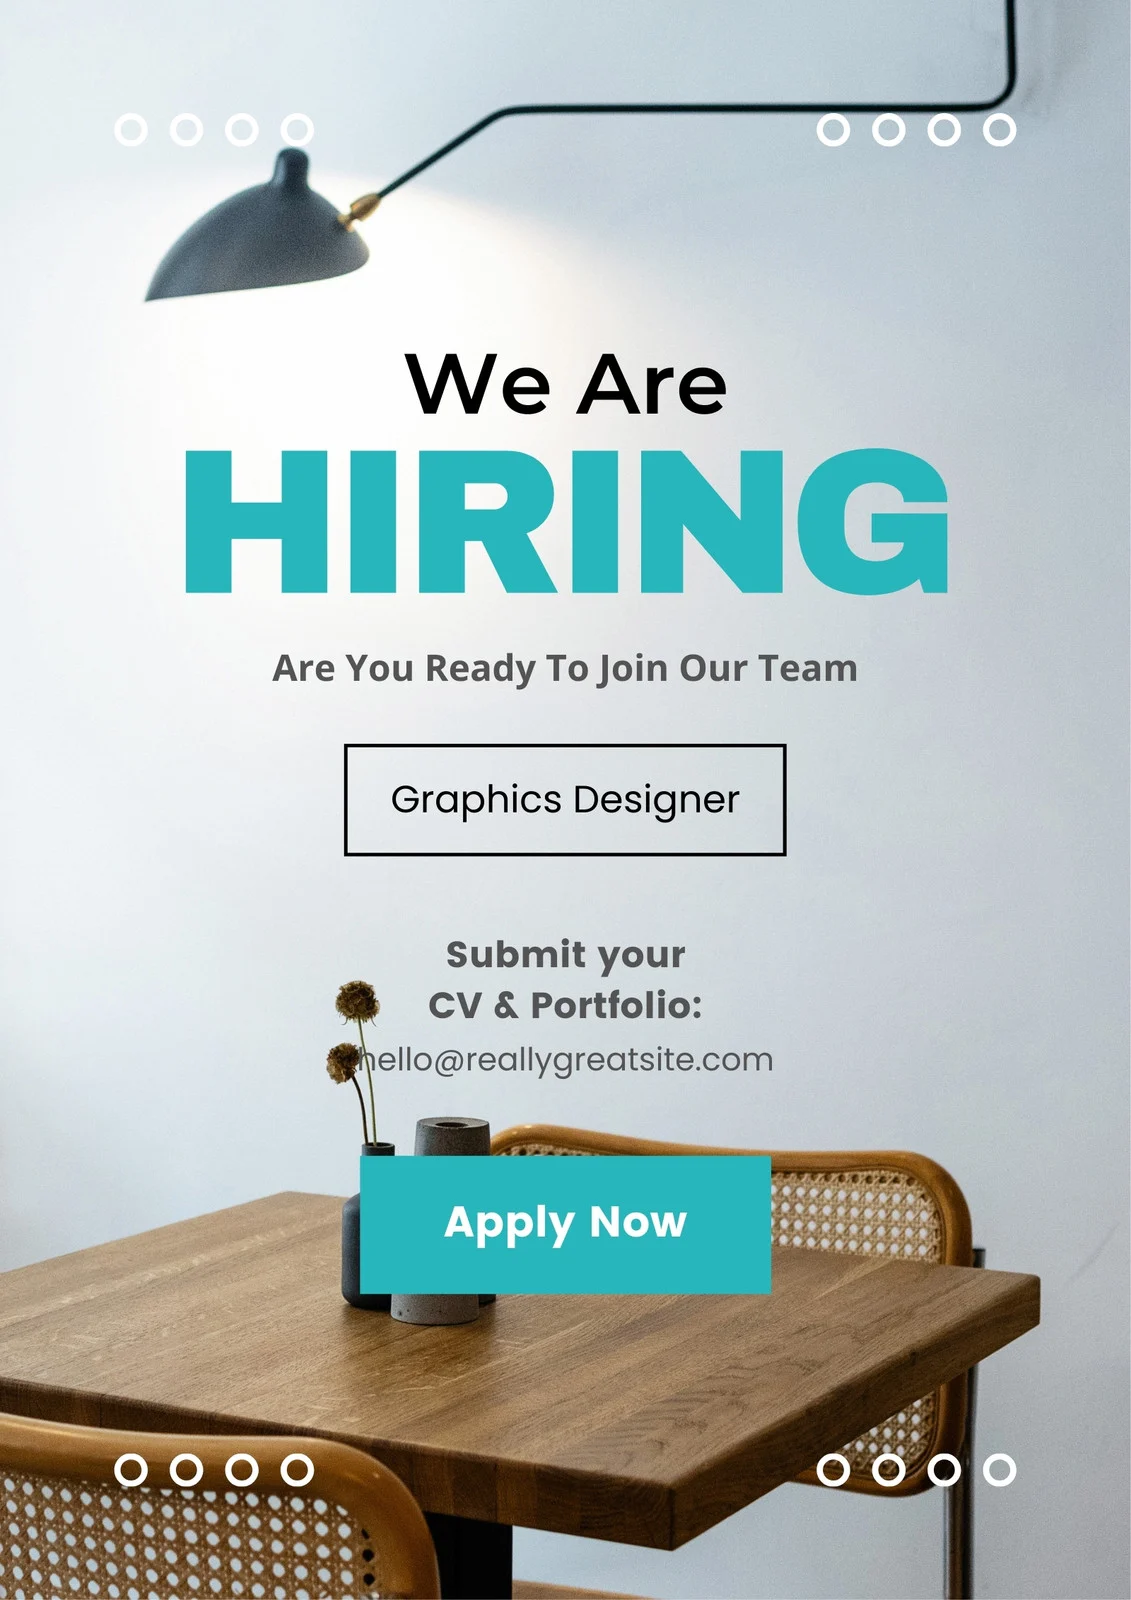 We Are
HIRING
Are You Ready To Join Our Team
Graphics Designer
Submit your
CV & Portfolio:
hello@reallygreatsite.com
Apply Now